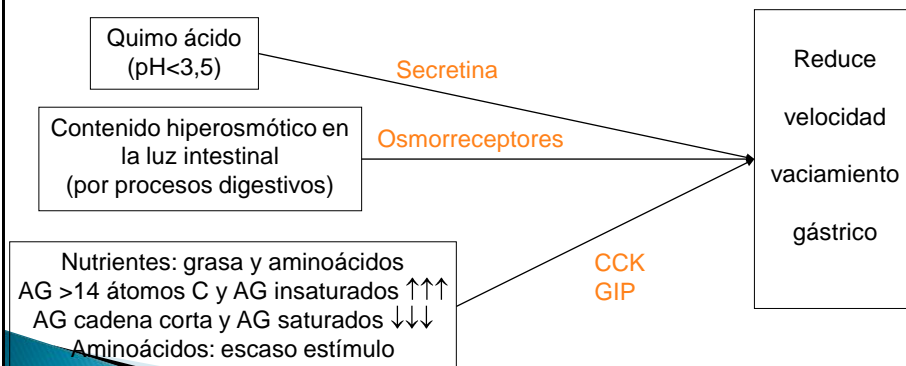 Quimo ácido
(pH<3,5)
Secretina
Contenido hiperosmótico en
la luz intestinal
(por procesos digestivos)
Osmorreceptores
Nutrientes: grasa y aminoácidos
AG >14 átomos C y AG insaturados ↑↑↑
AG cadena corta y AG saturados ↓↓↓
Aminoácidos: escaso estímulo
CCK
GIP
Reduce
velocidad
vaciamiento
gástrico